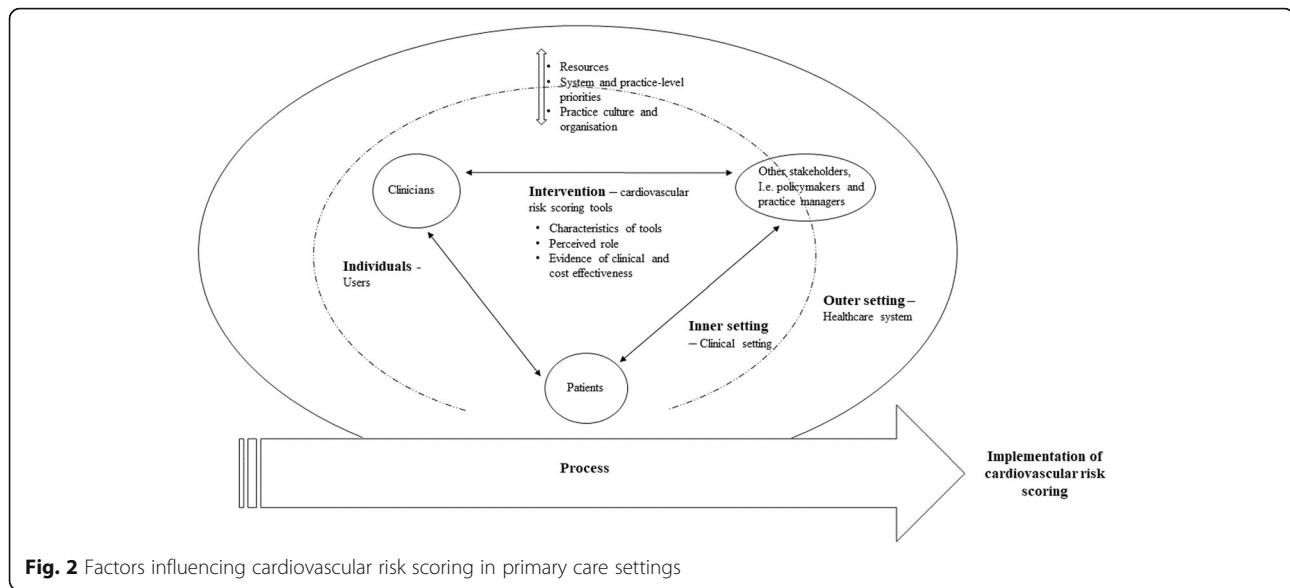 • Resources
• System and practice-level
priorities
• Practice culture and
organisation
Clinicians
Other stakeholders,
I.e. policymakers and
practice managers
Intervention – cardiovascular
risk scoring tools
• Characteristics of tools
• Perceived role
• Evidence of clinical and
cost effectiveness
Individuals -
Users
Outer setting –
Healthcare system
Inner setting
– Clinical setting
Patients
Process
Implementation of
cardiovascular risk
scoring
Fig. 2 Factors influencing cardiovascular risk scoring in primary care settings